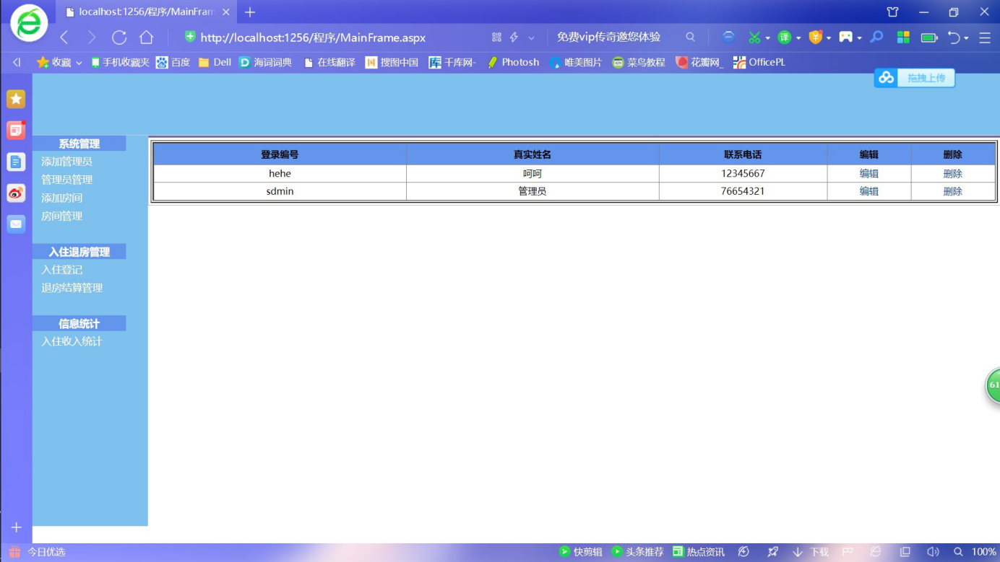 localhost:1256/程序/MainFram
http://localhost:1256/程序/MainFrame.aspx
免费vip传奇邀您体验
译
收藏 手机收藏夹 百度 Dell 海词词典 在线翻译 搜图中国 千库网- Photosh 唯美图片 菜鸟教程 花瓣网_ OfficePL
拖拽上传
系统管理
添加管理员
管理员管理
添加房间
房间管理
入住退房管理
入住登记
退房结算管理
信息统计
入住收入统计
登录编号 真实姓名 联系电话 编辑 删除
hehe 呵呵 12345667 编辑 删除
sdmin 管理员 76654321 编辑 删除
61
今日优选 快剪辑 头条推荐 热点资讯 下载 100%